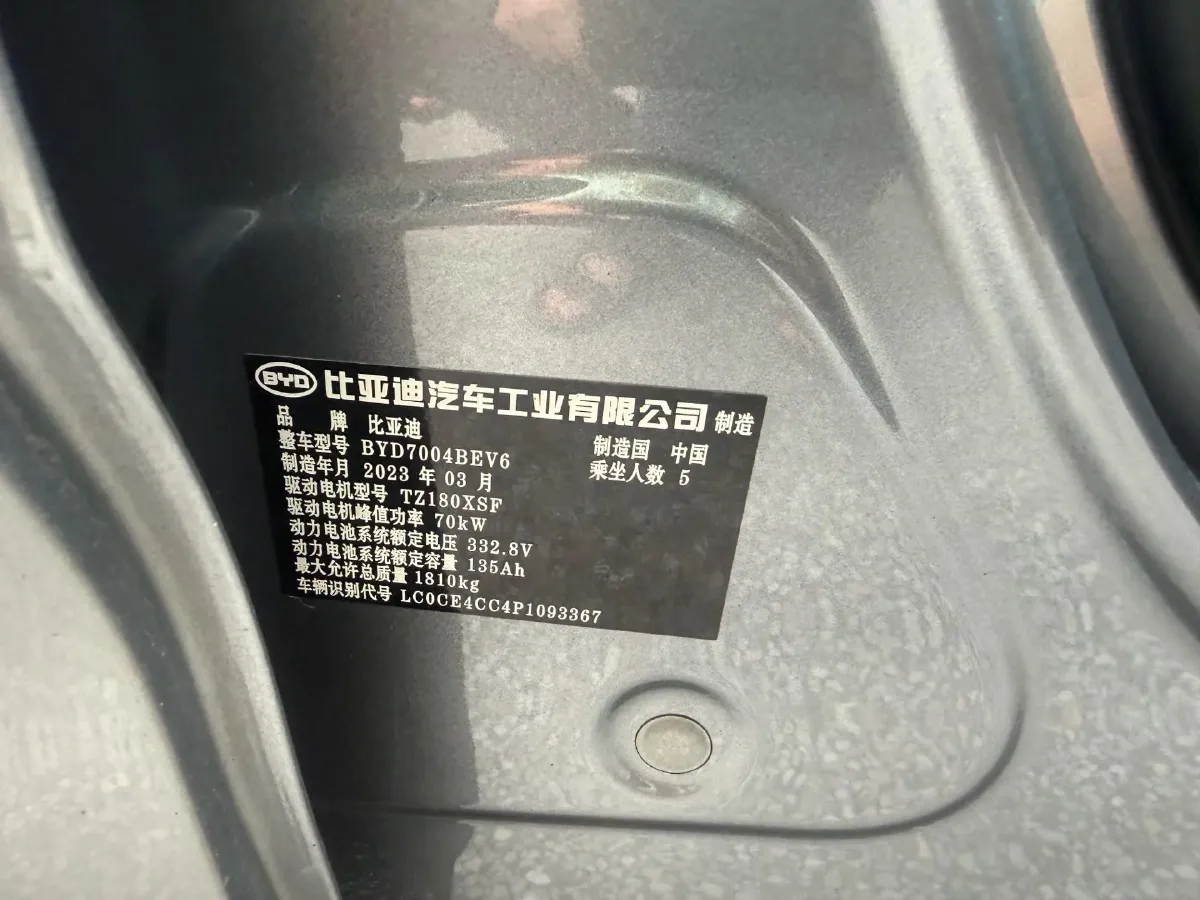 BYD 比亚迪汽车工业有限公司 制造
品 牌 比亚迪 制造国 中国
整车型号 BYD7004BEV6 乘坐人数 5
制造年月 2023 年 03 月
驱动电机型号 TZ180XSF
驱动电机峰值功率 70kW
动力电池系统额定电压 332.8V
动力电池系统额定容量 135Ah
最大允许总质量 1810kg
车辆识别代号 LC0CE4CC4P1093367